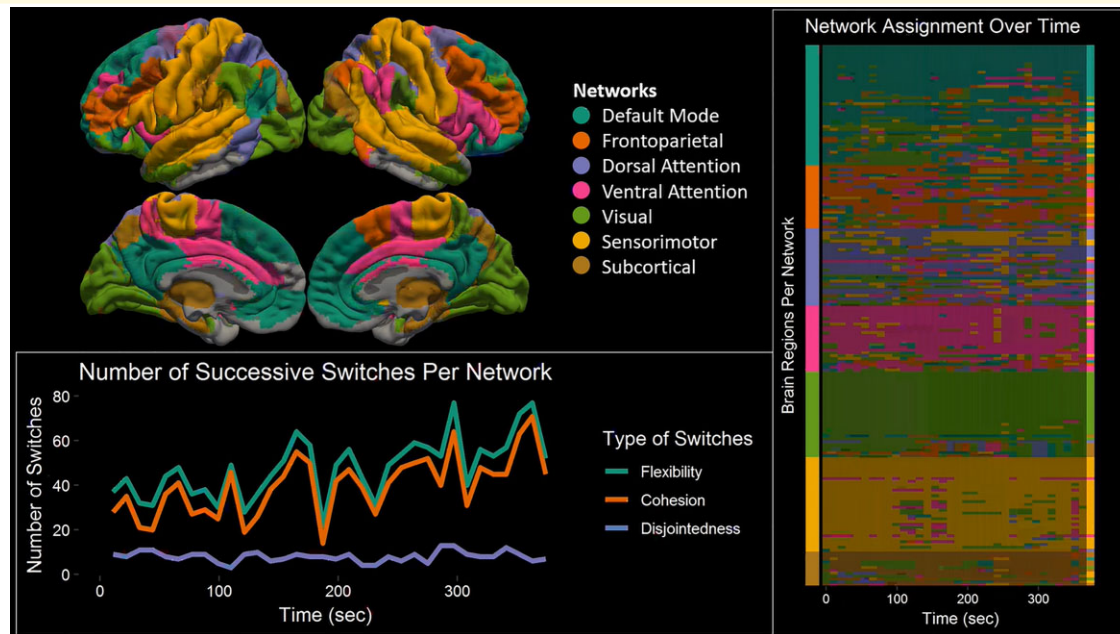 Networks
Default Mode
Frontoparietal
Dorsal Attention
Ventral Attention
Visual
Sensorimotor
Subcortical
Number of Successive Switches Per Network
Number of Switches
80
60
40
20
0
0
100
200
300
Time (sec)
Type of Switches
Flexibility
Cohesion
Disjointedness
Network Assignment Over Time
Brain Regions Per Network
0
100
200
300
Time (sec)